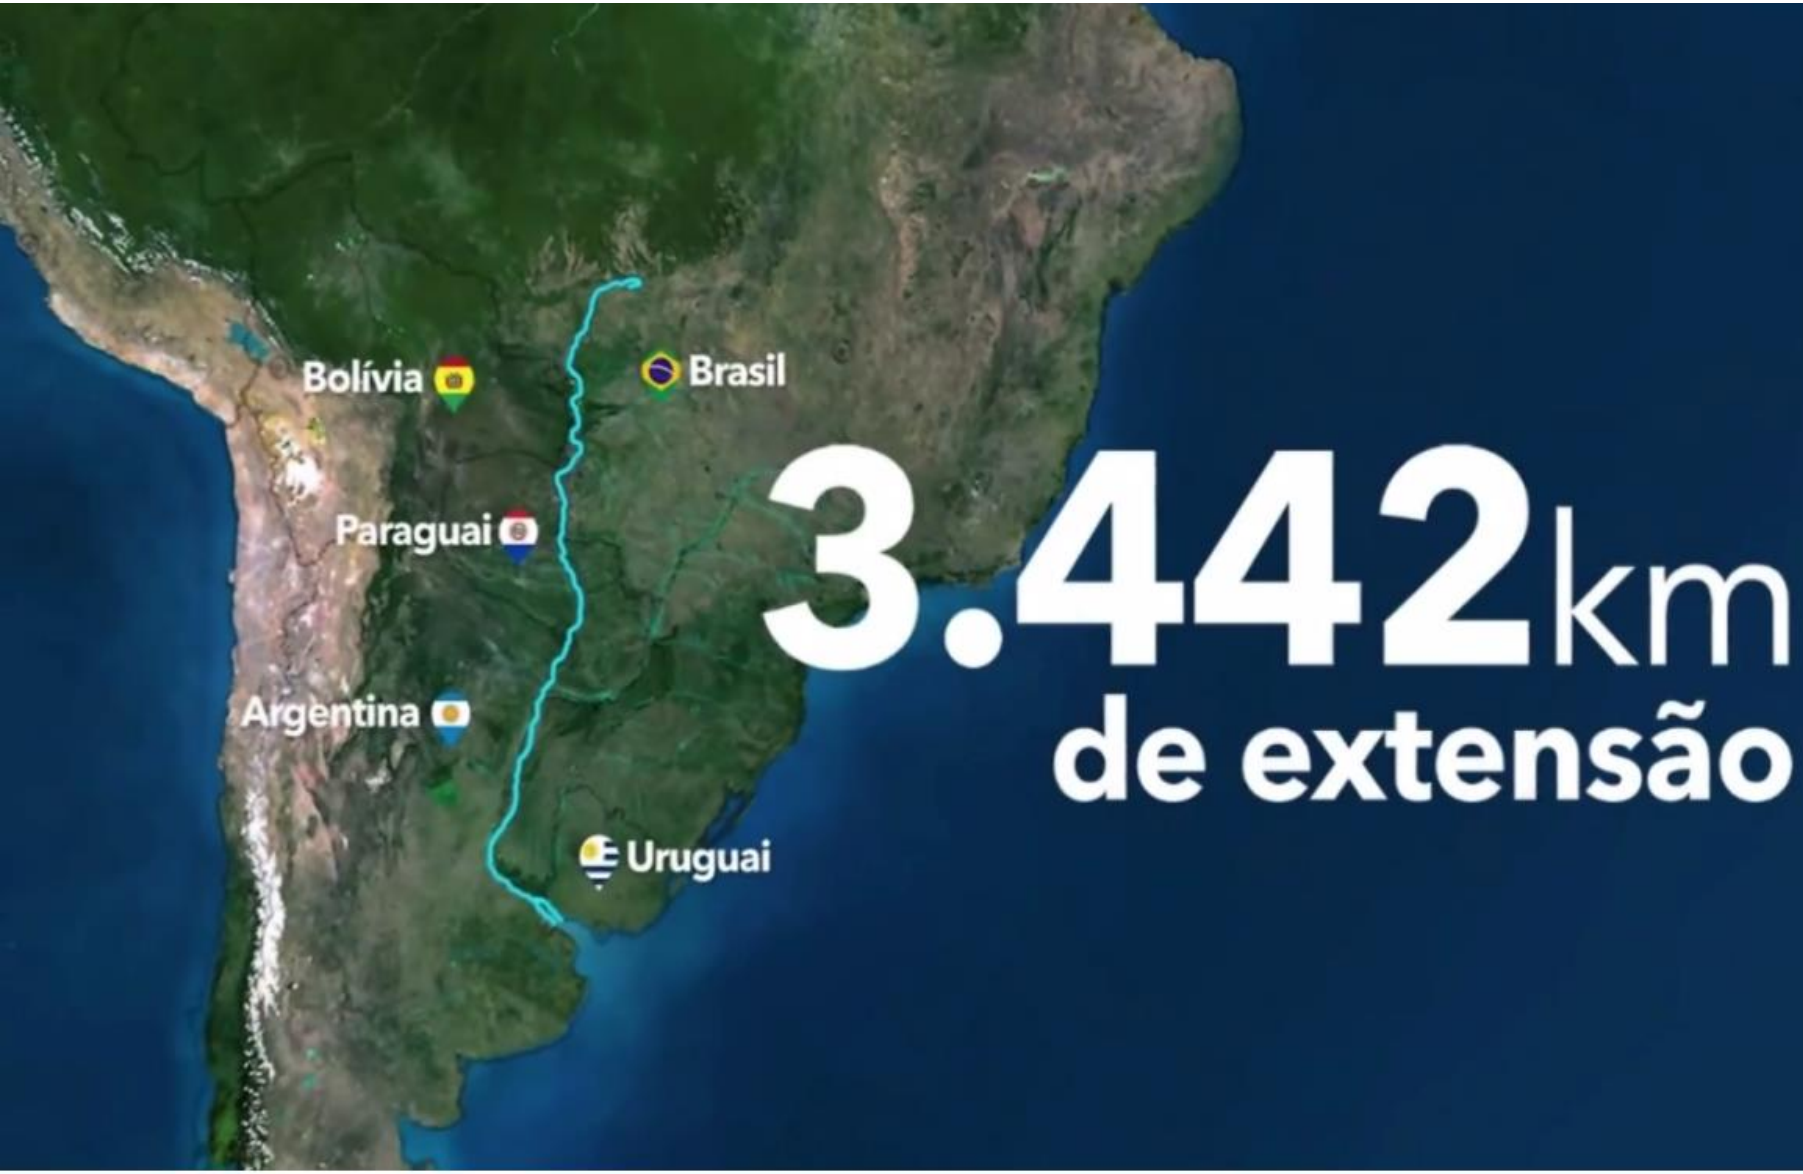 Bolívia
Brasil
3.442km
de extensão
Paraguai
Argentina
Uruguai